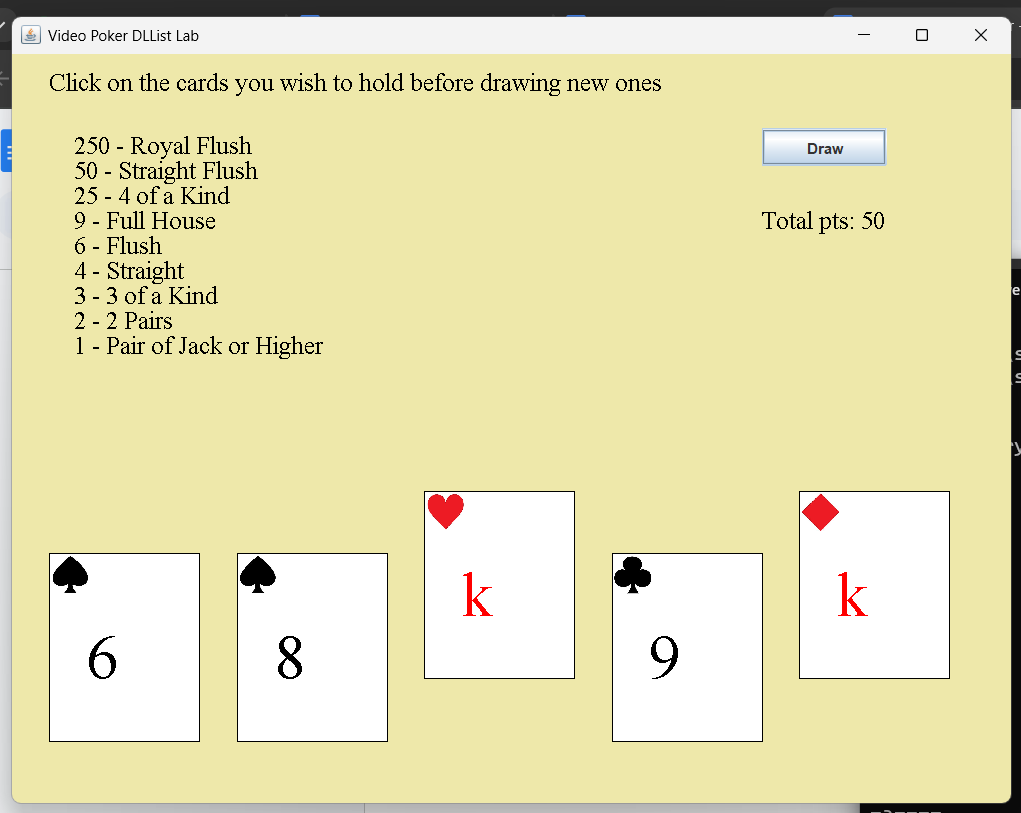 Video Poker DLList Lab
Click on the cards you wish to hold before drawing new ones
250 - Royal Flush
50 - Straight Flush
25 - 4 of a Kind
9 - Full House
6 - Flush
4 - Straight
3 - 3 of a Kind
2 - 2 Pairs
1 - Pair of Jack or Higher
Draw
Total pts: 50
6
8
k
9
k